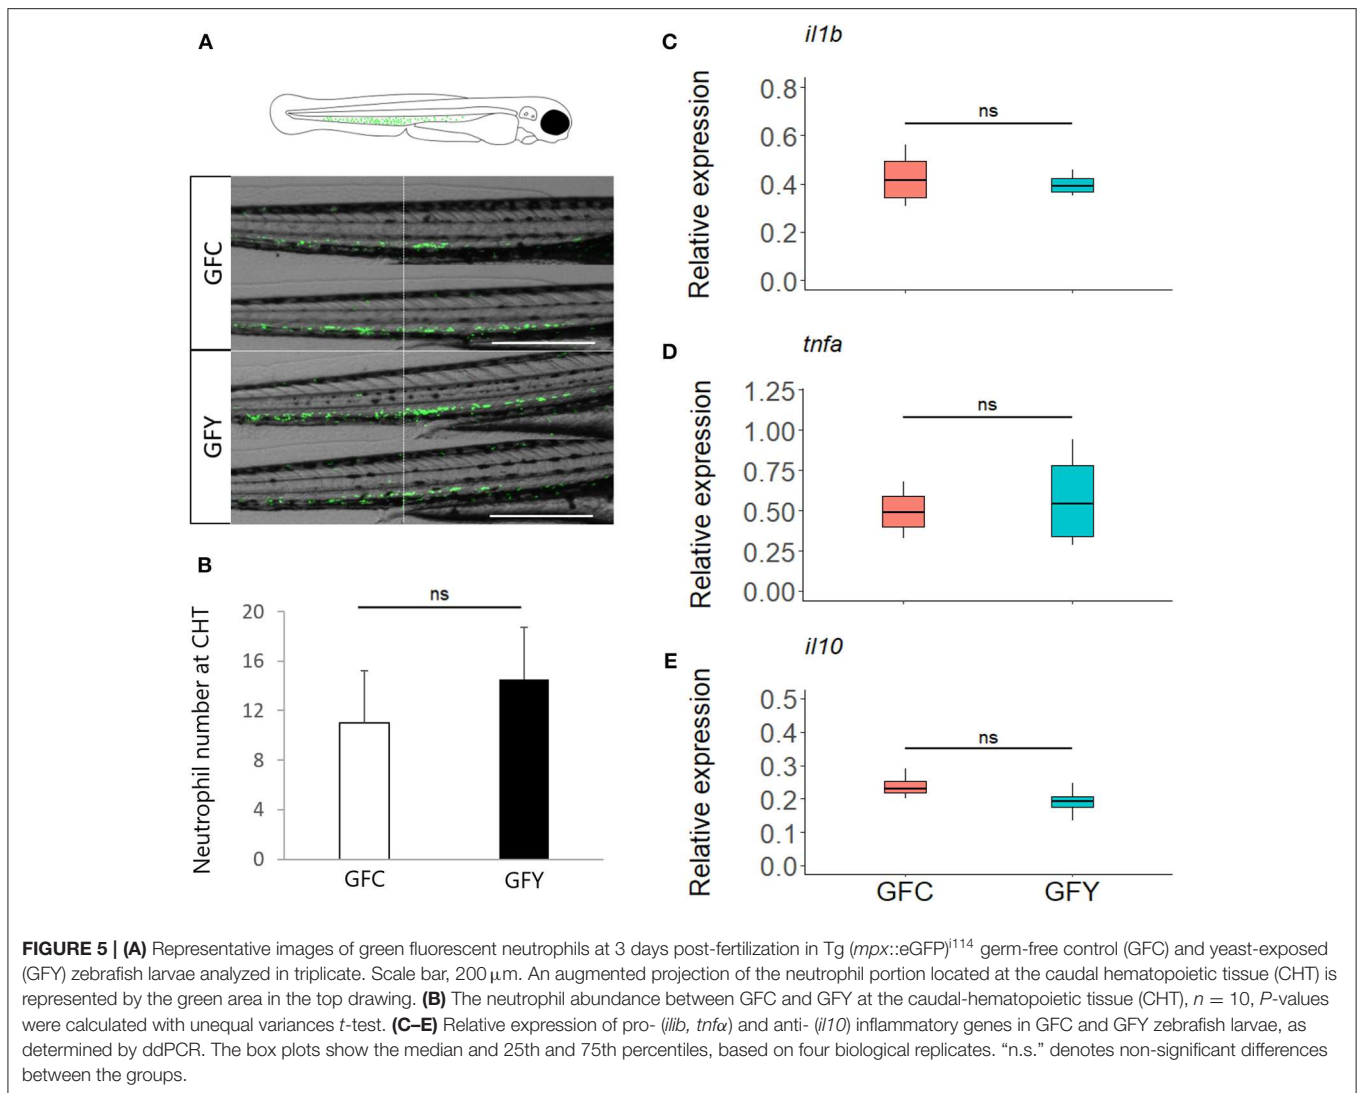 A
GFC
GFY
B
ns
Neutrophil number at CHT
20
16
12
8
4
0
GFC
GFY
C
il1b
ns
Relative expression
0.8
0.6
0.4
0.2
0.0
D
tnfa
ns
Relative expression
1.25
1.00
0.75
0.50
0.25
0.00
E
il10
ns
Relative expression
0.5
0.4
0.3
0.2
0.1
0.0
GFC
GFY
FIGURE 5 | (A) Representative images of green fluorescent neutrophils at 3 days post-fertilization in Tg (mpx::eGFP)i114 germ-free control (GFC) and yeast-exposed
(GFY) zebrafish larvae analyzed in triplicate. Scale bar, 200 μm. An augmented projection of the neutrophil portion located at the caudal hematopoietic tissue (CHT) is
represented by the green area in the top drawing. (B) The neutrophil abundance between GFC and GFY at the caudal-hematopoietic tissue (CHT), n = 10, P-values
were calculated with unequal variances t-test. (C–E) Relative expression of pro- (ilib, tnfα) and anti- (il10) inflammatory genes in GFC and GFY zebrafish larvae, as
determined by ddPCR. The box plots show the median and 25th and 75th percentiles, based on four biological replicates. “n.s.” denotes non-significant differences
between the groups.